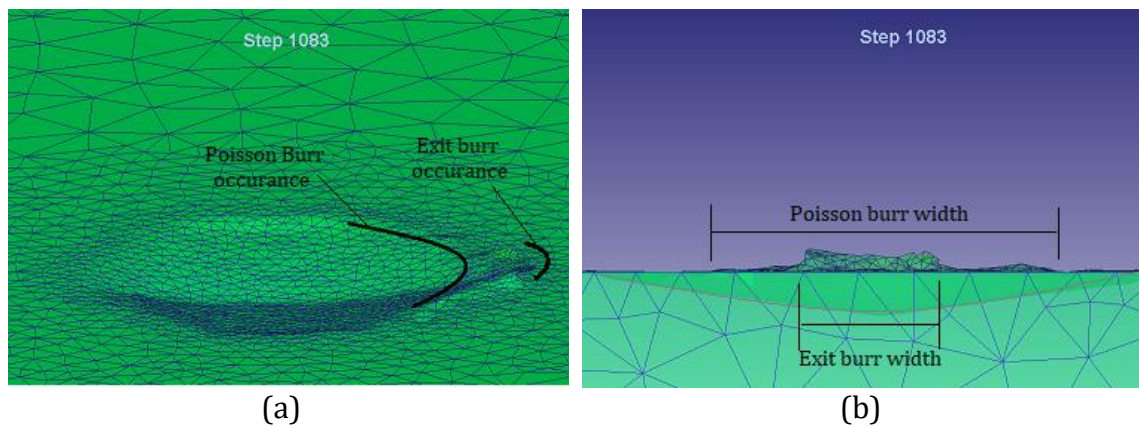 Step 1083
Poisson Burr
occurance
Exit burr
occurance
(a)
Step 1083
Poisson burr width
Exit burr width
(b)